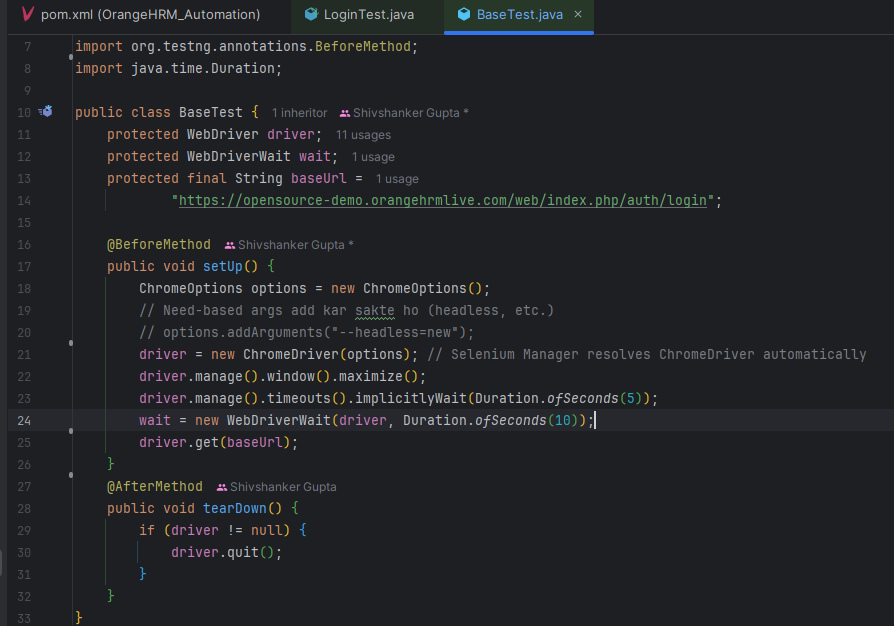 pom.xml (OrangeHRM_Automation) LoginTest.java BaseTest.java ×
7 import org.testng.annotations.BeforeMethod;
8 import java.time.Duration;
9
10 public class BaseTest { 1 inheritor Shivshanker Gupta *
11 protected WebDriver driver; 11 usages
12 protected WebDriverWait wait; 1 usage
13 protected final String baseUrl = 1 usage
14 "https://opensource-demo.orangehrmlive.com/web/index.php/auth/login";
15
16 @BeforeMethod Shivshanker Gupta *
17 public void setUp() {
18 ChromeOptions options = new ChromeOptions();
19 // Need-based args add kar sakte ho (headless, etc.)
20 // options.addArguments("--headless=new");
21 driver = new ChromeDriver(options); // Selenium Manager resolves ChromeDriver automatically
22 driver.manage().window().maximize();
23 driver.manage().timeouts().implicitlyWait(Duration.ofSeconds(5));
24 wait = new WebDriverWait(driver, Duration.ofSeconds(10));
25 driver.get(baseUrl);
26 }
27 @AfterMethod Shivshanker Gupta
28 public void tearDown() {
29 if (driver != null) {
30 driver.quit();
31 }
32 }
33 }